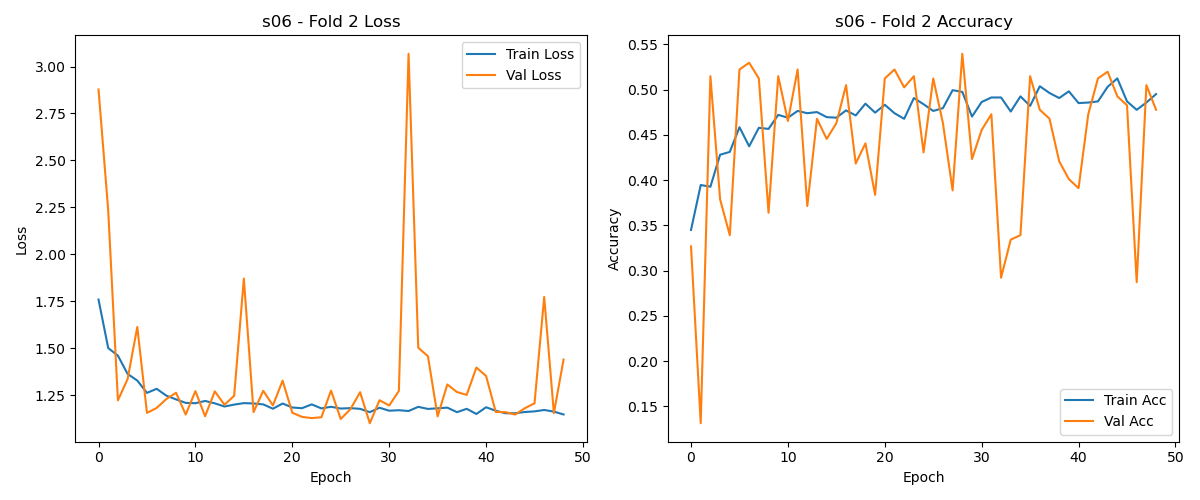 s06 - Fold 2 Loss
Train Loss
Val Loss
3.00
2.75
2.50
2.25
2.00
1.75
1.50
1.25
Loss
0 10 20 30 40 50
Epoch
s06 - Fold 2 Accuracy
0.55
0.50
0.45
0.40
0.35
0.30
0.25
0.20
0.15
Accuracy
Train Acc
Val Acc
0 10 20 30 40 50
Epoch